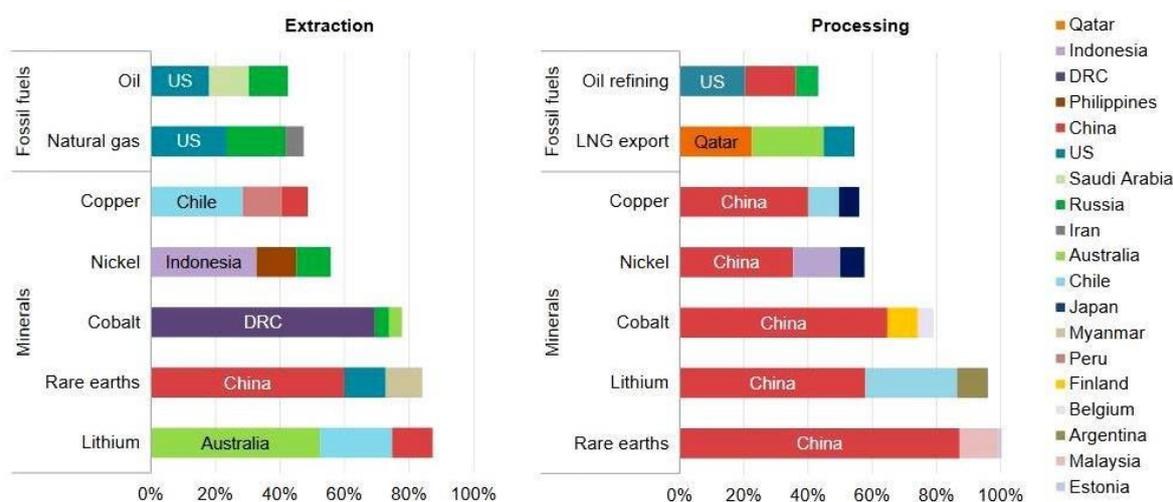 Extraction
Fossil fuels
Oil
US
Natural gas
US
Minerals
Copper
Chile
Nickel
Indonesia
Cobalt
DRC
Rare earths
China
Lithium
Australia
0% 20% 40% 60% 80% 100%
Processing
Fossil fuels
Oil refining
US
LNG export
Qatar
Minerals
Copper
China
Nickel
China
Cobalt
China
Lithium
China
Rare earths
China
0% 20% 40% 60% 80% 100%
Qatar
Indonesia
DRC
Philippines
China
US
Saudi Arabia
Russia
Iran
Australia
Chile
Japan
Myanmar
Peru
Finland
Belgium
Argentina
Malaysia
Estonia